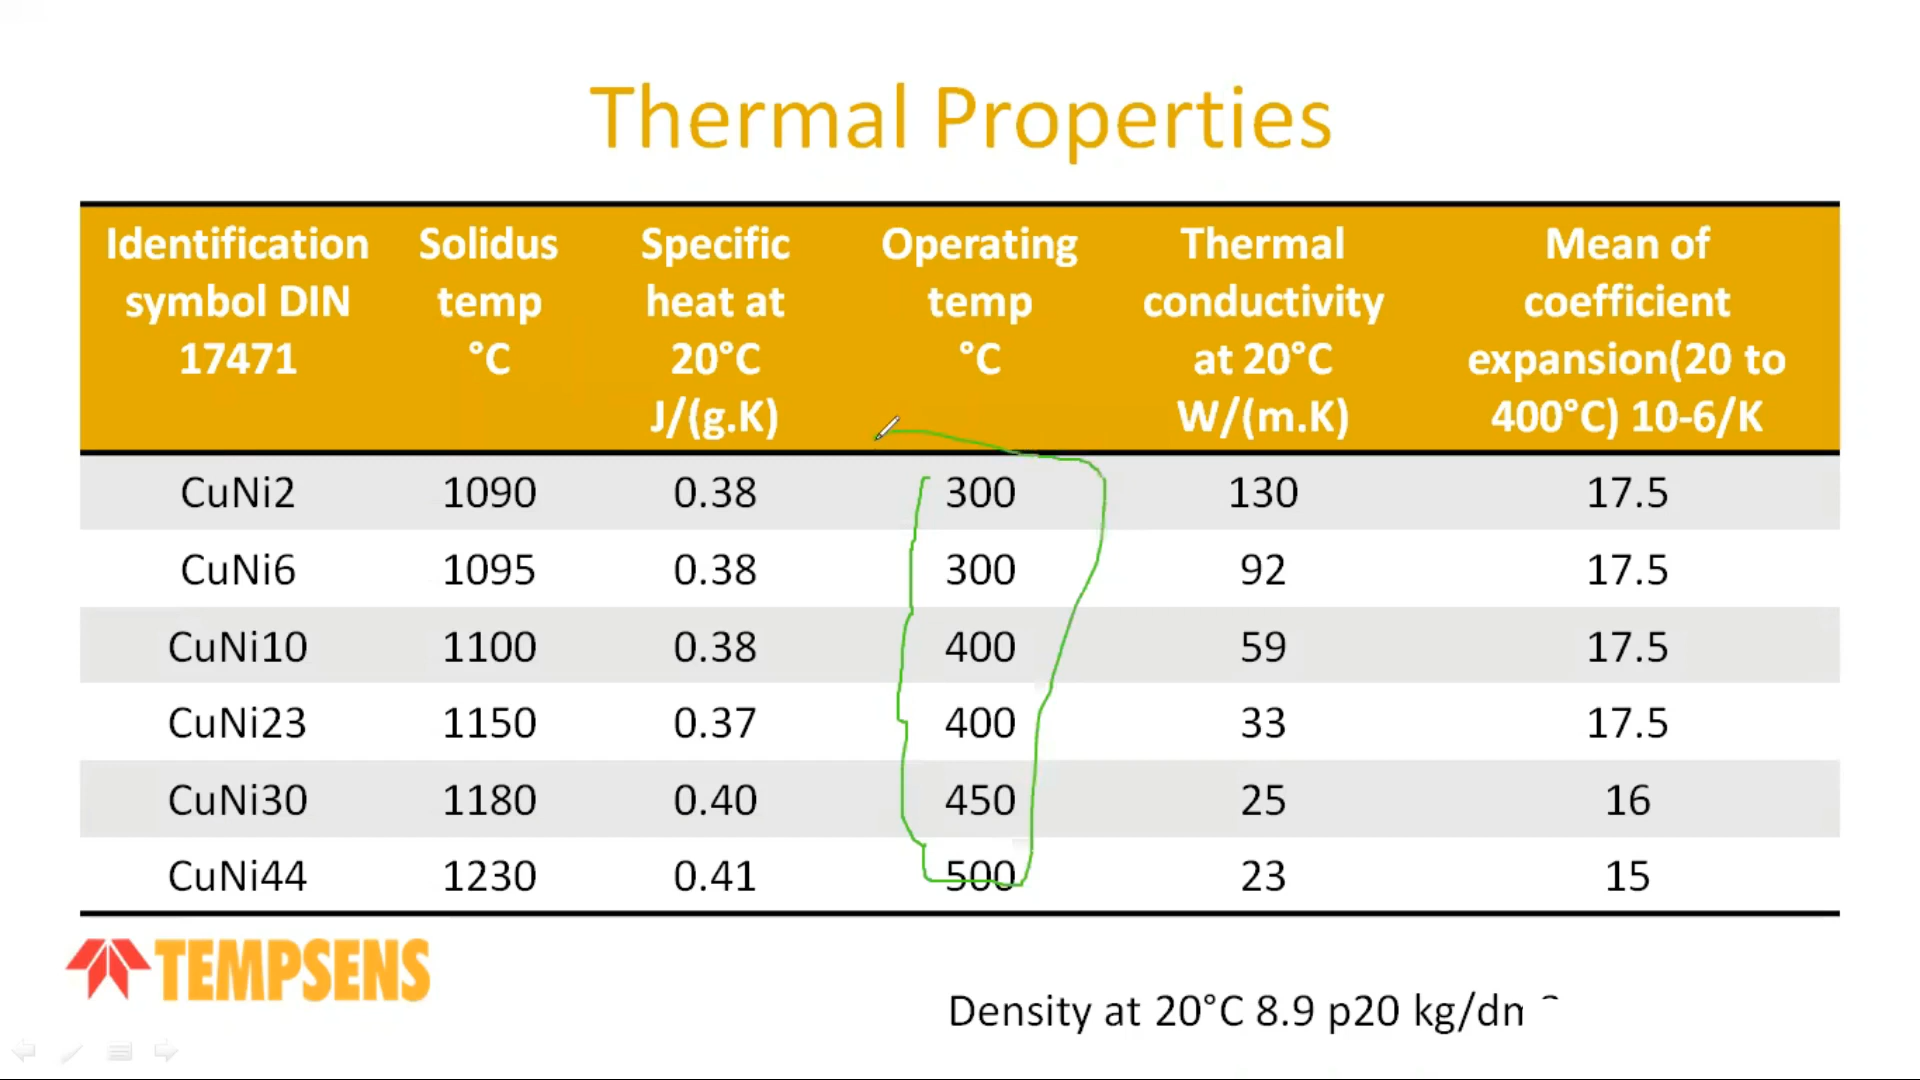 Thermal Properties
Identification symbol DIN 17471 Solidus temp °C Specific heat at 20°C J/(g.K) Operating temp °C Thermal conductivity at 20°C W/(m.K) Mean of coefficient expansion(20 to 400°C) 10-6/K
CuNi2 1090 0.38 300 130 17.5
CuNi6 1095 0.38 300 92 17.5
CuNi10 1100 0.38 400 59 17.5
CuNi23 1150 0.37 400 33 17.5
CuNi30 1180 0.40 450 25 16
CuNi44 1230 0.41 500 23 15
TEMPSENS
Density at 20°C 8.9 p20